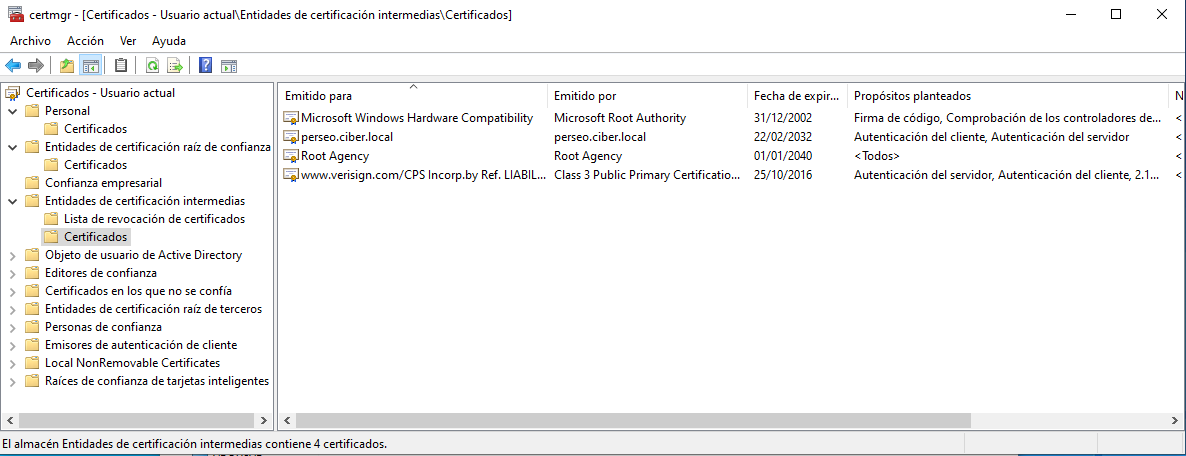 certmgr - [Certificados - Usuario actual\Entidades de certificación intermedias\Certificados]
Archivo Acción Ver Ayuda
Certificados - Usuario actual
Personal
Certificados
Entidades de certificación raíz de confianza
Certificados
Confianza empresarial
Entidades de certificación intermedias
Lista de revocación de certificados
Certificados
Objeto de usuario de Active Directory
Editores de confianza
Certificados en los que no se confía
Entidades de certificación raíz de terceros
Personas de confianza
Emisores de autenticación de cliente
Local NonRemovable Certificates
Raíces de confianza de tarjetas inteligentes
Emitido para Emitido por Fecha de expir... Propósitos planteados N
Microsoft Windows Hardware Compatibility Microsoft Root Authority 31/12/2002 Firma de código, Comprobación de los controladores de... <
perseo.ciber.local perseo.ciber.local 22/02/2032 Autenticación del cliente, Autenticación del servidor <
Root Agency Root Agency 01/01/2040 <Todos> <
www.verisign.com/CPS Incorp.by Ref. LIABIL... Class 3 Public Primary Certificatio... 25/10/2016 Autenticación del servidor, Autenticación del cliente, 2.1... <
El almacén Entidades de certificación intermedias contiene 4 certificados.